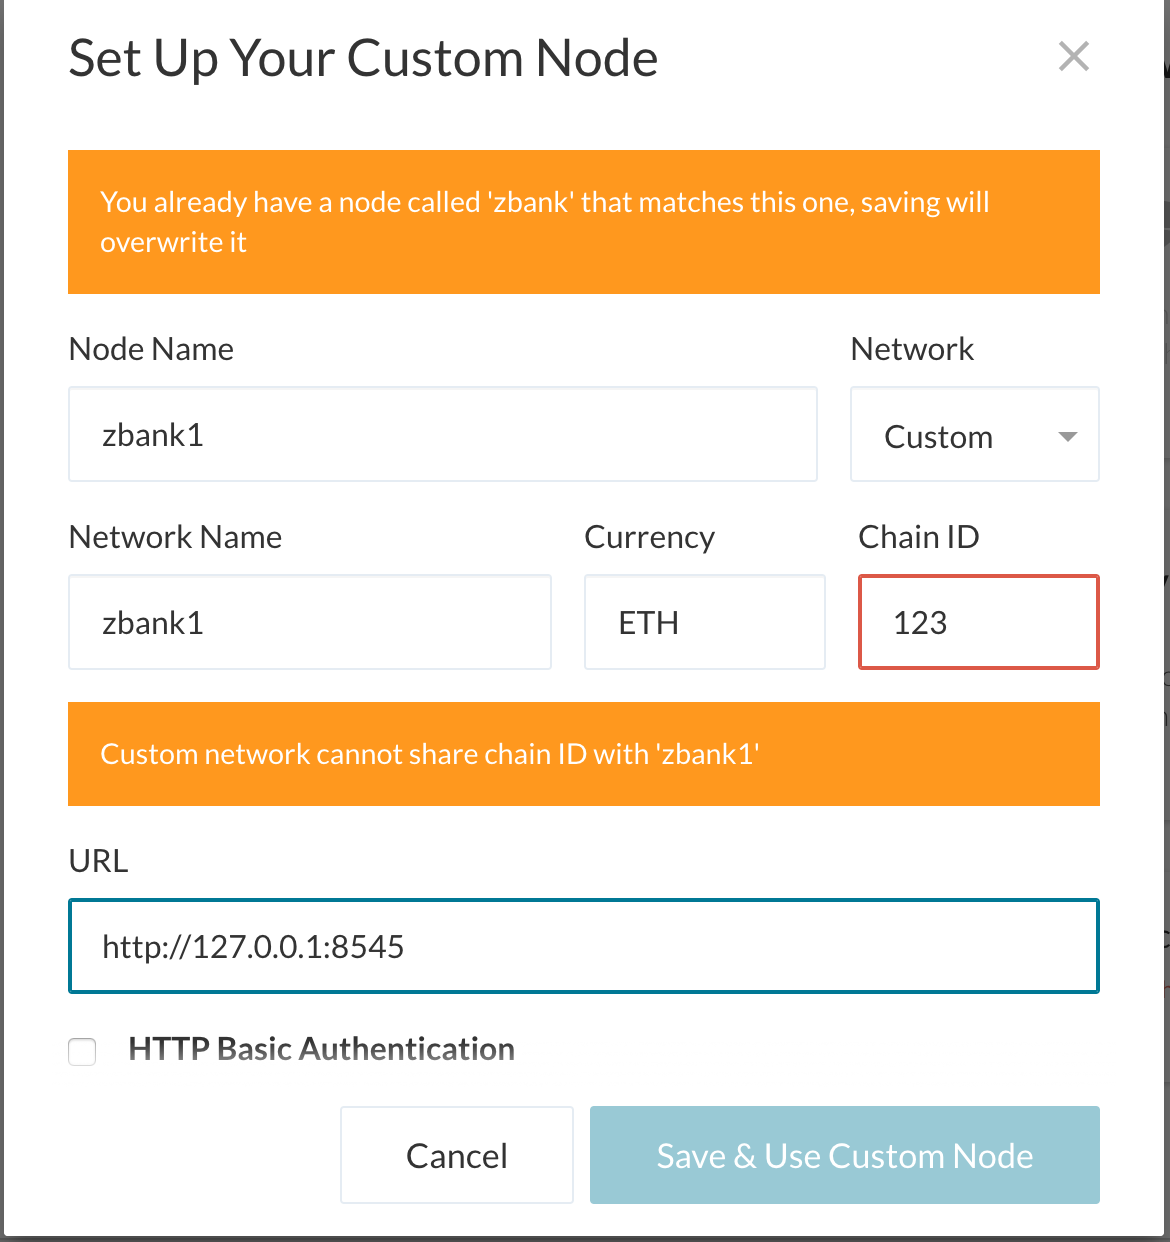 Set Up Your Custom Node
You already have a node called 'zbank' that matches this one, saving will
overwrite it
Node Name
Network
zbank1
Custom
Network Name
Currency
Chain ID
zbank1
ETH
123
Custom network cannot share chain ID with 'zbank1'
URL
http://127.0.0.1:8545
HTTP Basic Authentication
Cancel
Save & Use Custom Node